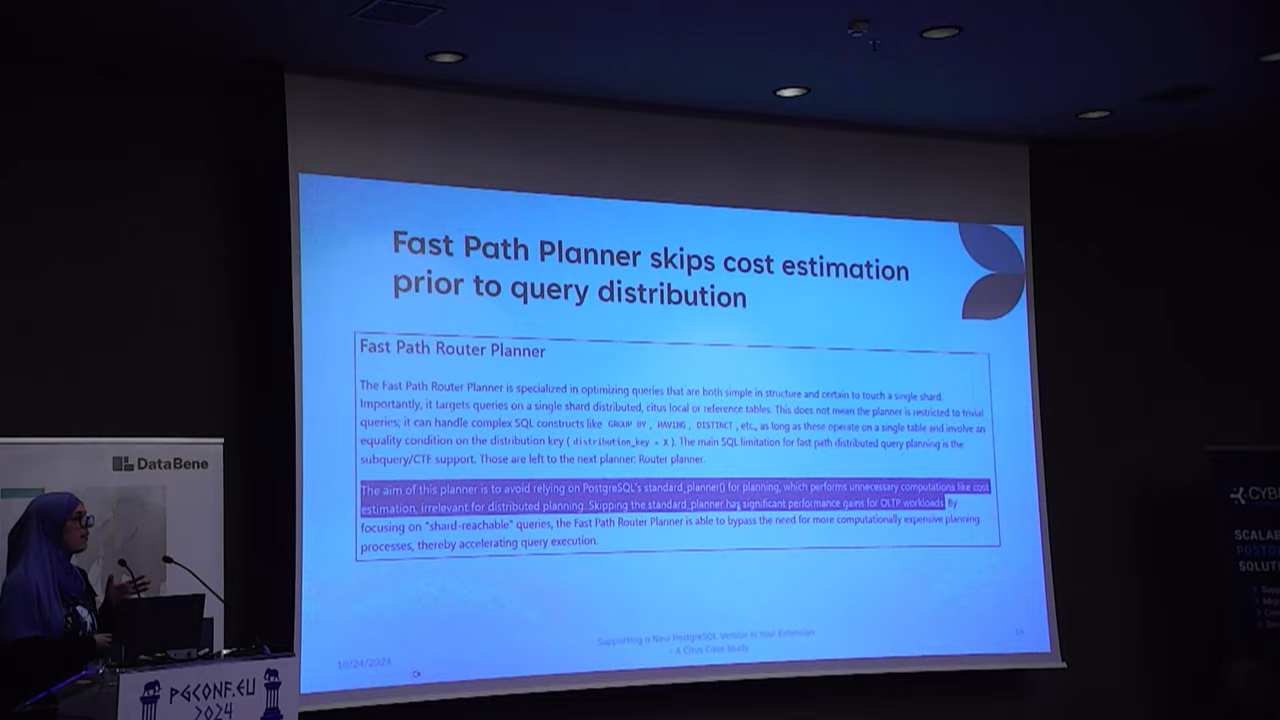 Fast Path Planner skips cost estimation
prior to query distribution
Fast Path Router Planner
The Fast Path Router Planner is specialized in optimizing queries that are both simple in structure and certain to touch a single shard.
Importantly, it targets queries on a single shard distributed, citus local or reference tables. This does not mean the planner is restricted to trivial
queries; it can handle complex SQL constructs like GROUP BY, HAVING, DISTINCT, etc, as long as these operate on a single table and involve an
equality condition on the distribution key ( distribution_key = X ). The main SQL limitation for fast path distributed query planning is the
subquery/CTE support. Those are left to the next planner: Router planner.
The aim of this planner is to avoid relying on PostgreSQL's standard_planner() for planning, which performs unnecessary computations like cost
estimation, irrelevant for distributed planning. Skipping the standard_planner has significant performance gains for OLTP workloads. By
focusing on "shard-reachable" queries, the Fast Path Router Planner is able to bypass the need for more computationally expensive planning
processes, thereby accelerating query execution.
10/24/2024
Supporting a New PostgreSQL Version in Your Extension
- A Citus Case Study
DataBene
PGCONF.EU
2024
CYB
SCALA
POSTG
SOLUT